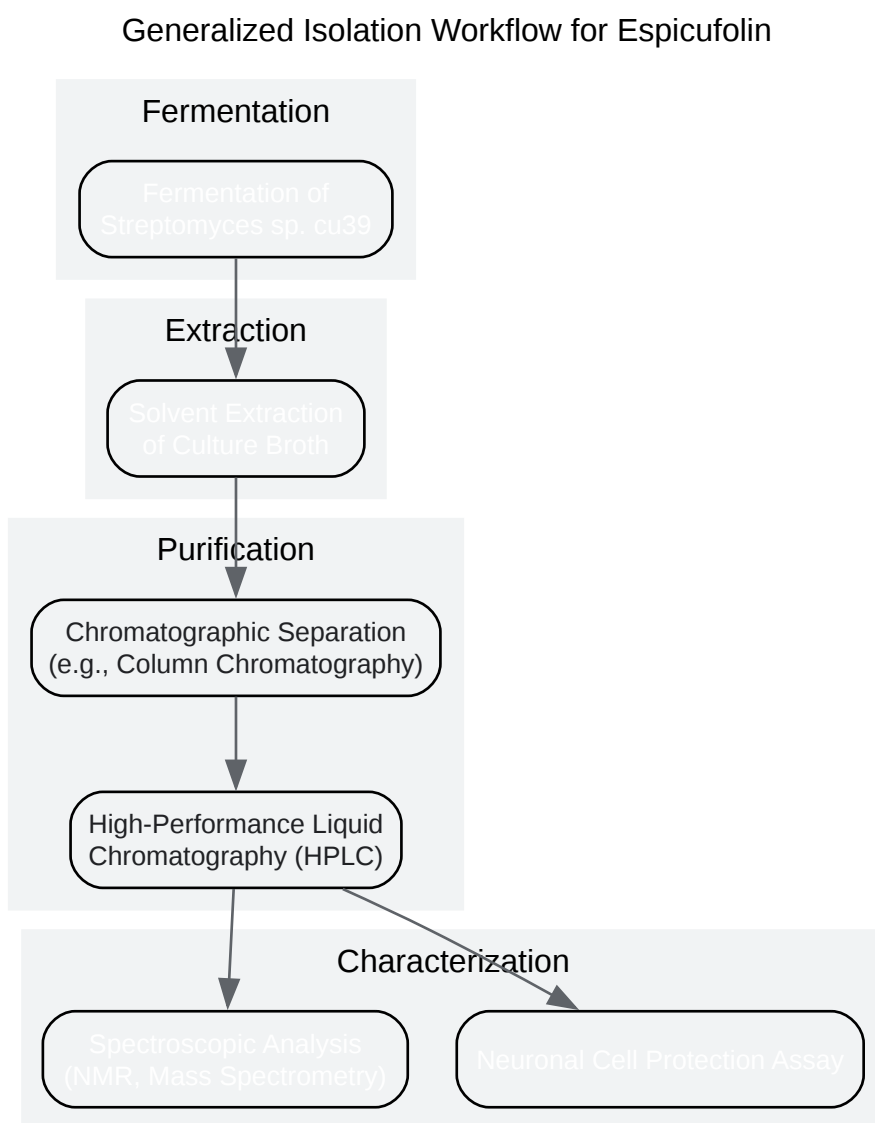 Generalized Isolation Workflow for Espicufolin
Fermentation
Fermentation of
Streptomyces sp. cu39
Extraction
Solvent Extraction
of Culture Broth
Purification
Chromatographic Separation
(e.g., Column Chromatography)
High-Performance Liquid
Chromatography (HPLC)
Characterization
Spectroscopic Analysis
(NMR, Mass Spectrometry)
Neuronal Cell Protection Assay